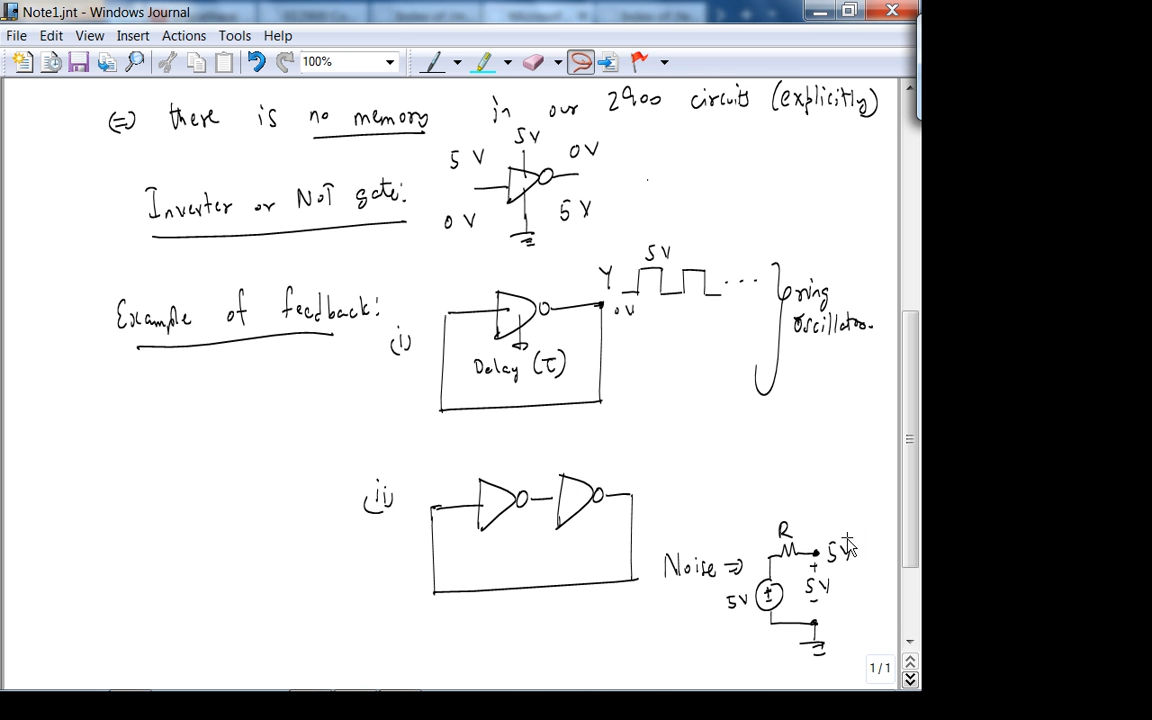 Note1.jnt - Windows Journal
File Edit View Insert Actions Tools Help
100%
(=) there is no memory in our 2900 circuits (explicitly)
5V
5 V 0V
Inverter or NOT gate:
0 V 5 V
5V
Y
0V
ring
oscillator.
Example of feedback:
(i)
Delay (τ)
(ii)
R
5V
Noise =>
+
5V
-
5V
+
-
1/1